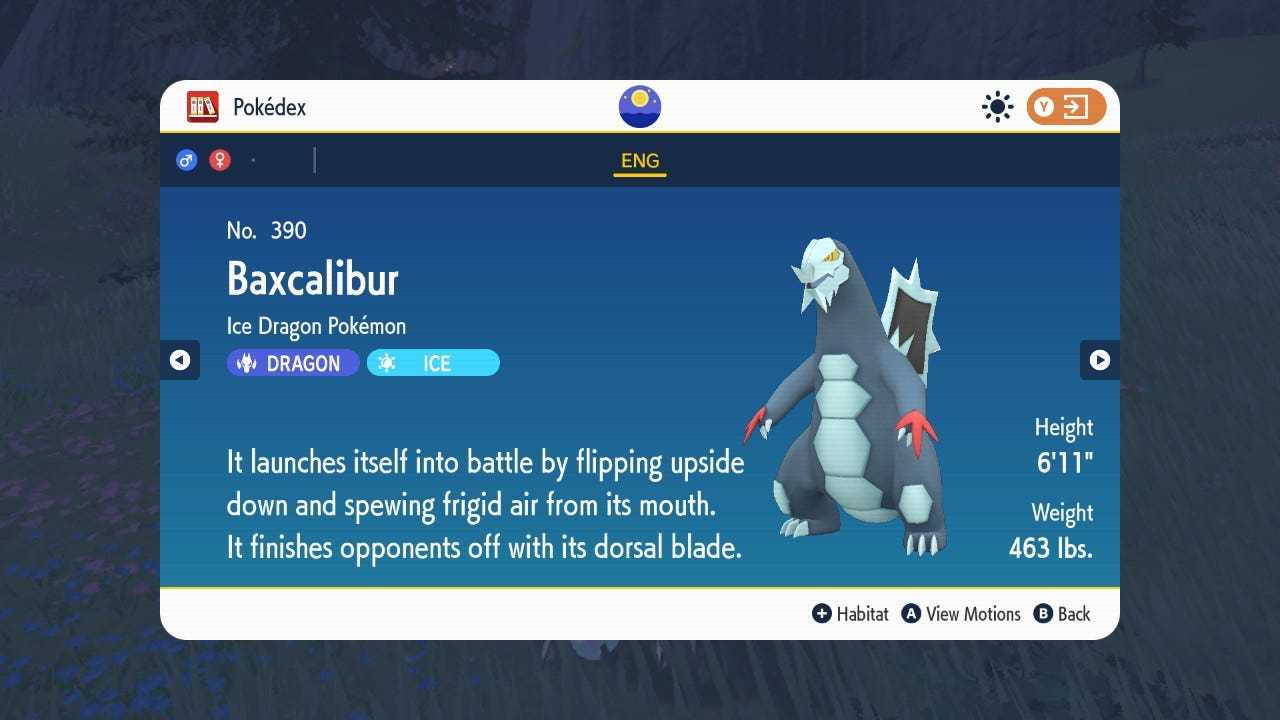 Pokédex
Y
ENG
No. 390
Baxcalibur
Ice Dragon Pokémon
DRAGON ICE
Height
6'11"
Weight
463 lbs.
It launches itself into battle by flipping upside
down and spewing frigid air from its mouth.
It finishes opponents off with its dorsal blade.
+ Habitat A View Motions B Back